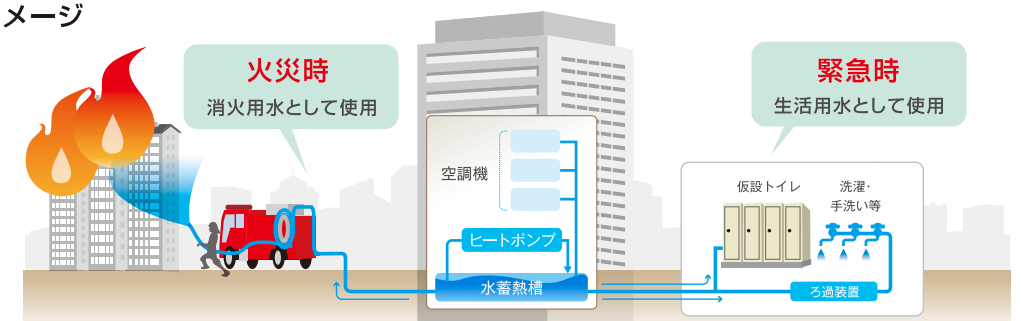 メージ
火災時
消火用水として使用
緊急時
生活用水として使用
空調機
ヒートポンプ
水蓄熱槽
仮設トイレ
洗濯・
手洗い等
ろ過装置